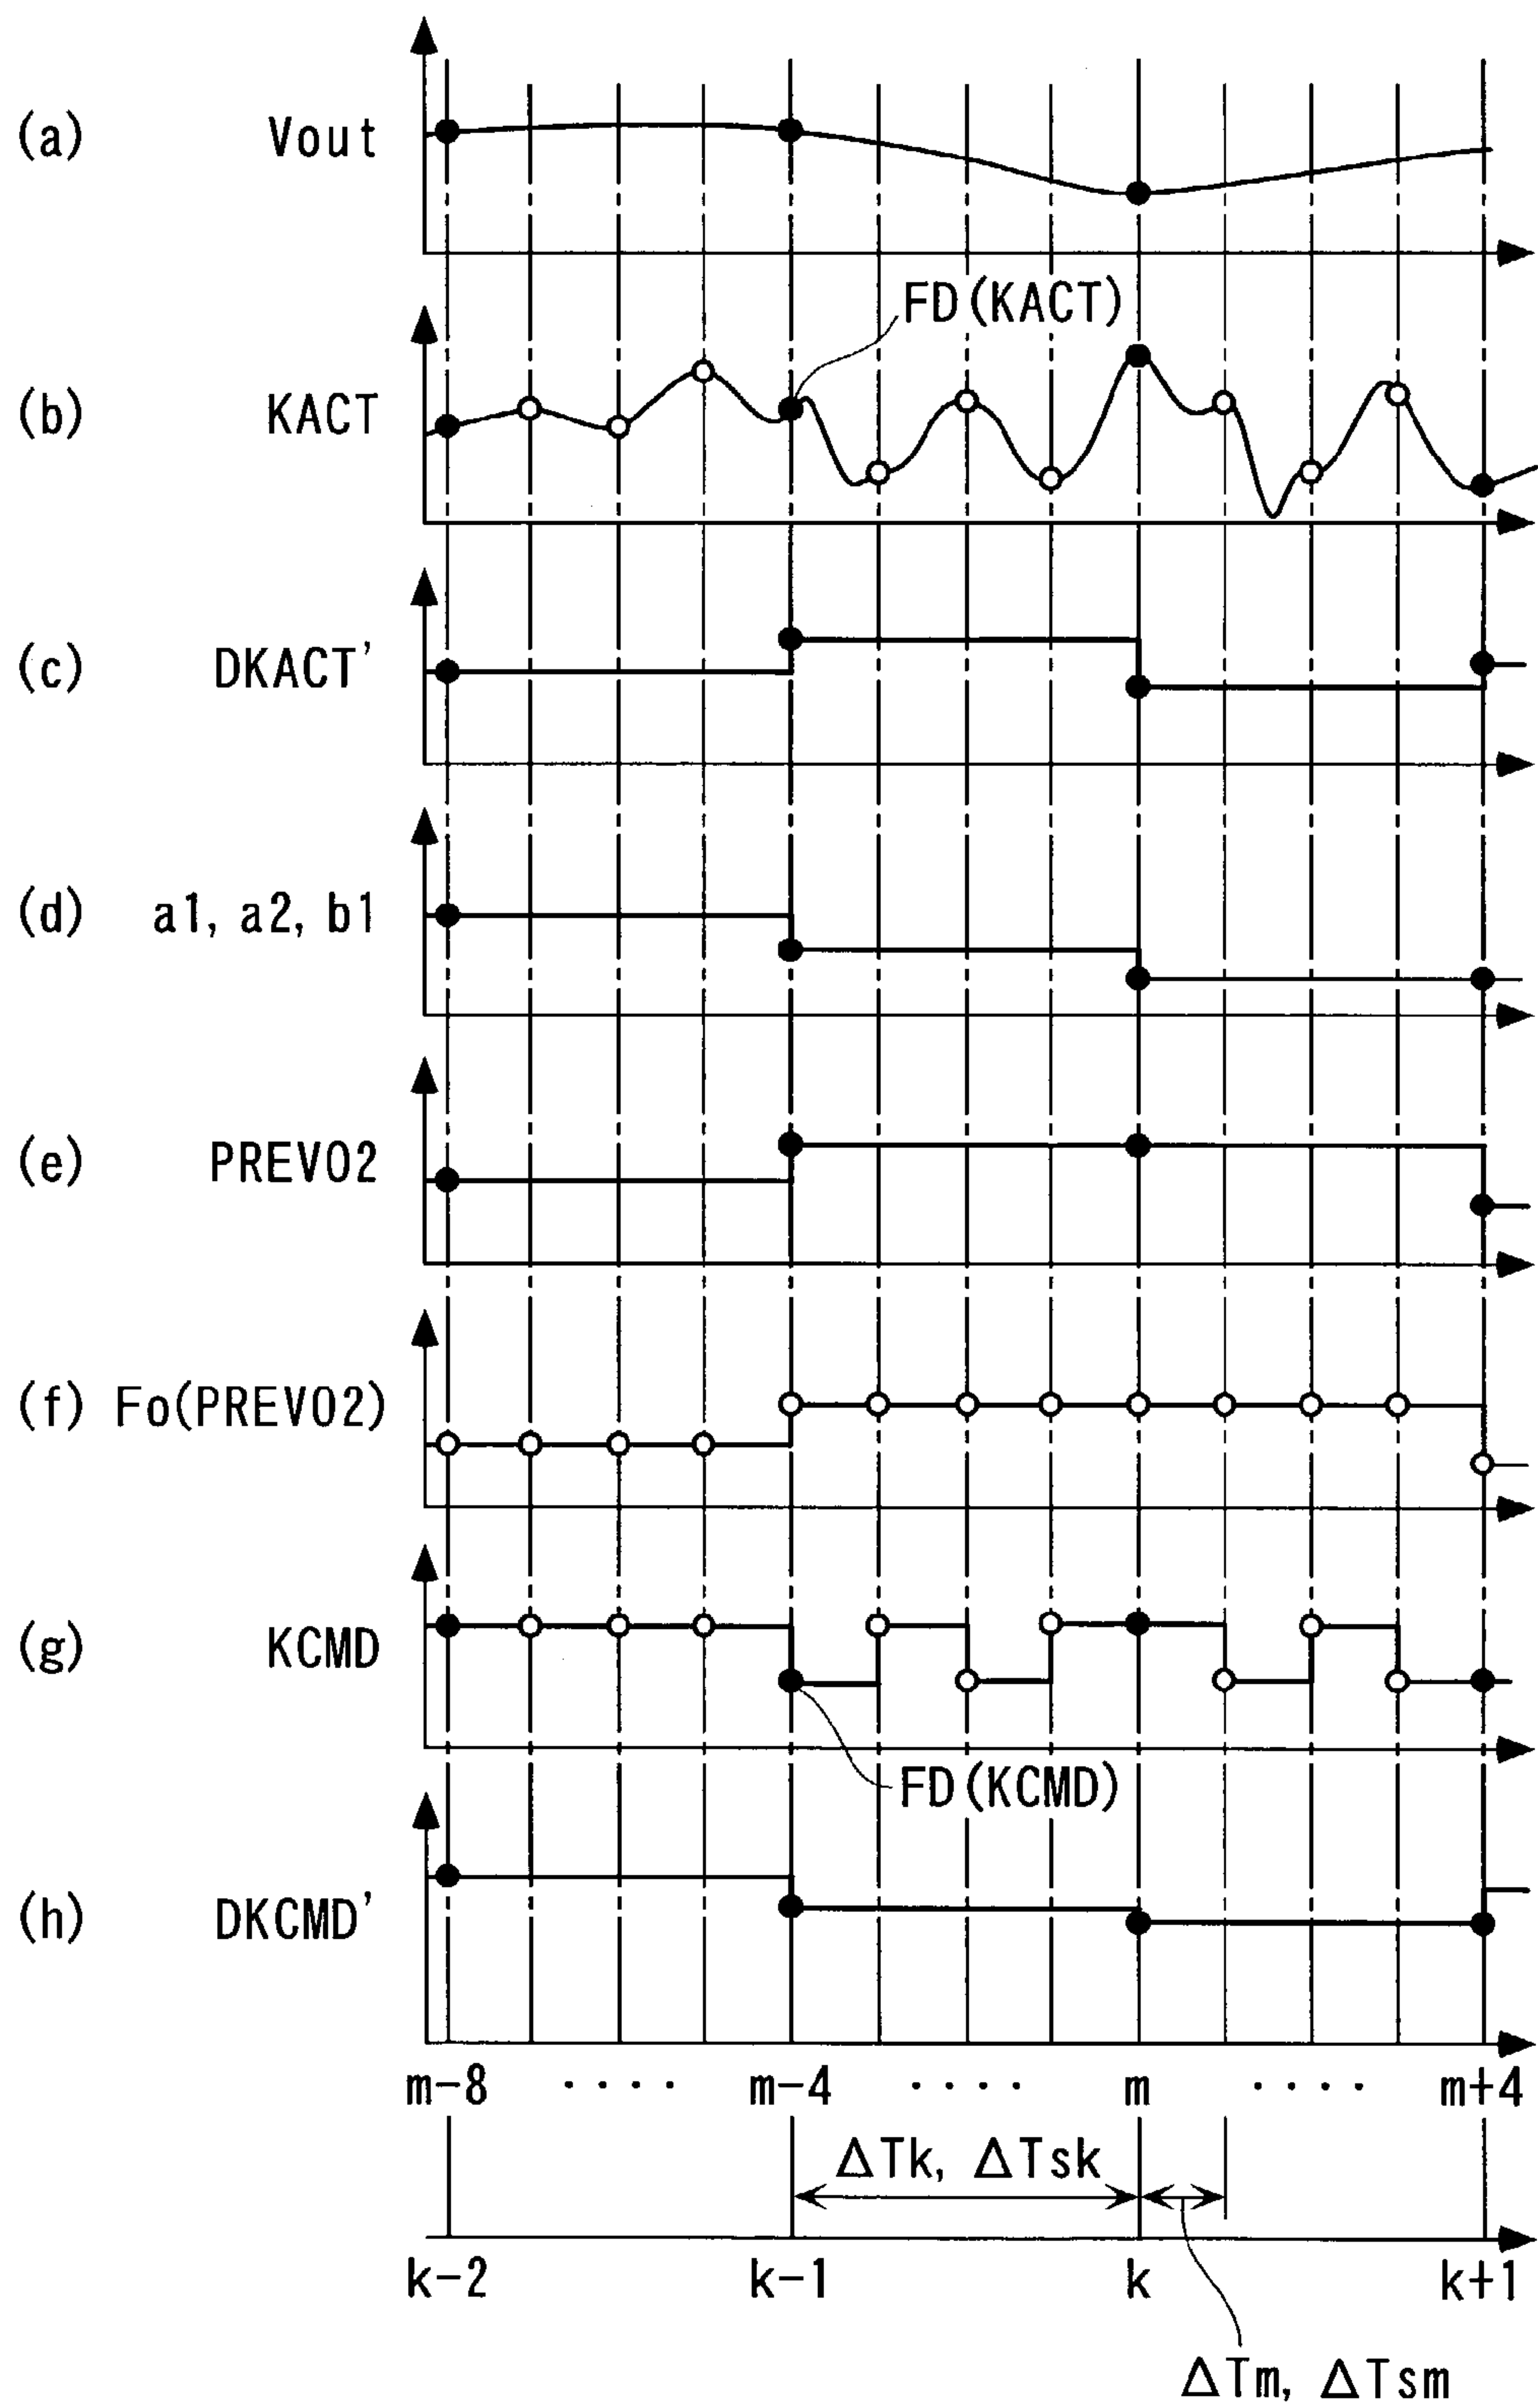 (a) Vout
FD(KACT)
(b) KACT
(c) DKACT'
(d) a1, a2, b1
(e) PREVO2
(f) Fo(PREVO2)
(g) KCMD
FD(KCMD)
(h) DKCMD'
m-8 ···· m-4 ···· m ···· m+4
ΔTk, ΔTsk
k-2 k-1 k k+1
ΔTm, ΔTsm